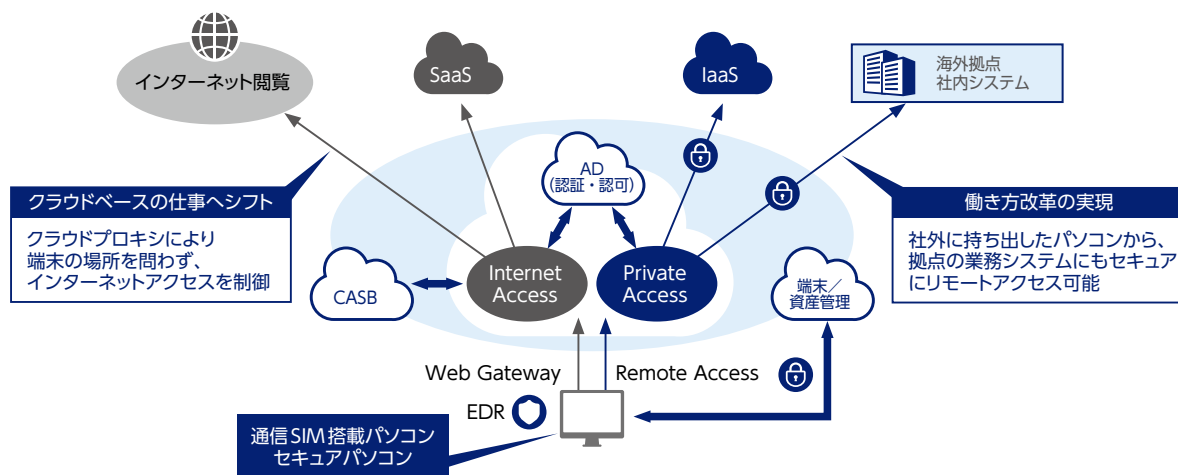 インターネット閲覧
SaaS
IaaS
海外拠点
社内システム
AD
(認証・認可)
クラウドベースの仕事へシフト
クラウドプロキシにより
端末の場所を問わず、
インターネットアクセスを制御
働き方改革の実現
社外に持ち出したパソコンから、
拠点の業務システムにもセキュア
にリモートアクセス可能
CASB
Internet
Access
Private
Access
端末／
資産管理
Web Gateway
Remote Access
EDR
通信SIM搭載パソコン
セキュアパソコン